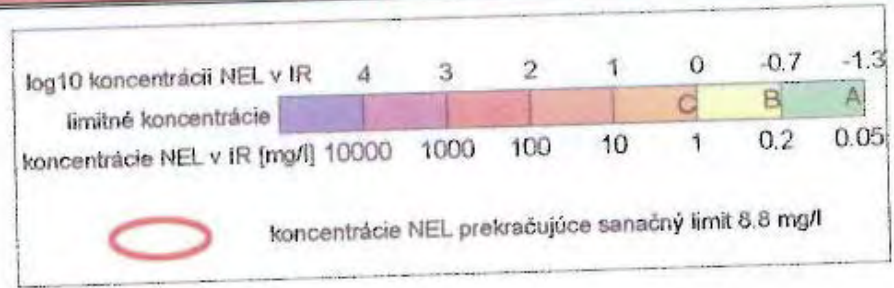 log10 koncentrácii NEL v IR 4 3 2 1 0 -0.7 -1.3
limitné koncentrácie C B A
koncentrácie NEL v IR [mg/l] 10000 1000 100 10 1 0.2 0.05
koncentrácie NEL prekračujúce sanačný limit 8.8 mg/l